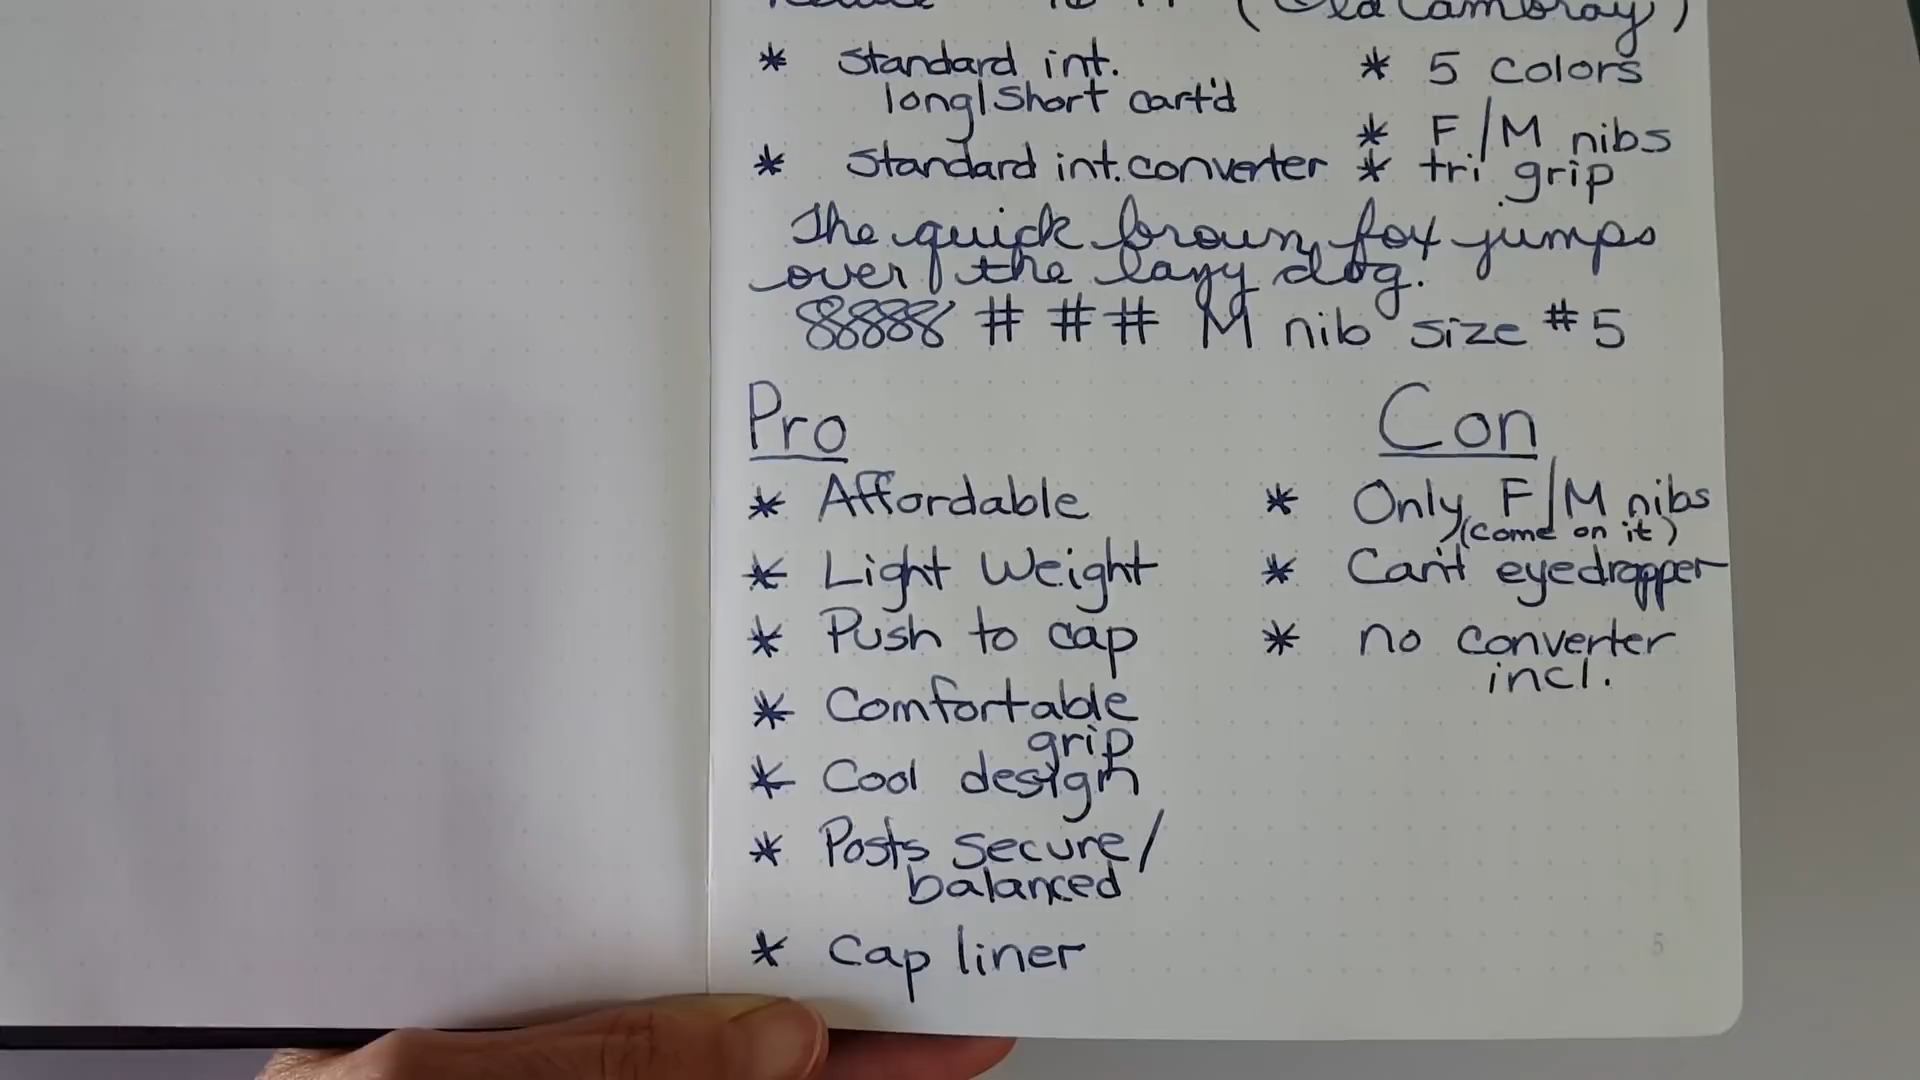 (Old Cambray)
* Standard int.
long/short cart'd
* Standard int. converter
* 5 colors
* F/M nibs
* tri grip
The quick brown fox jumps
over the lazy dog.
88888 # # # M nib size #5
Pro
* Affordable
* Light Weight
* Push to cap
* Comfortable
grip
* Cool design
* Posts secure/
balanced
* Cap liner
Con
* Only F/M nibs
(come on it)
* Can't eyedropper
* no converter
incl.
5